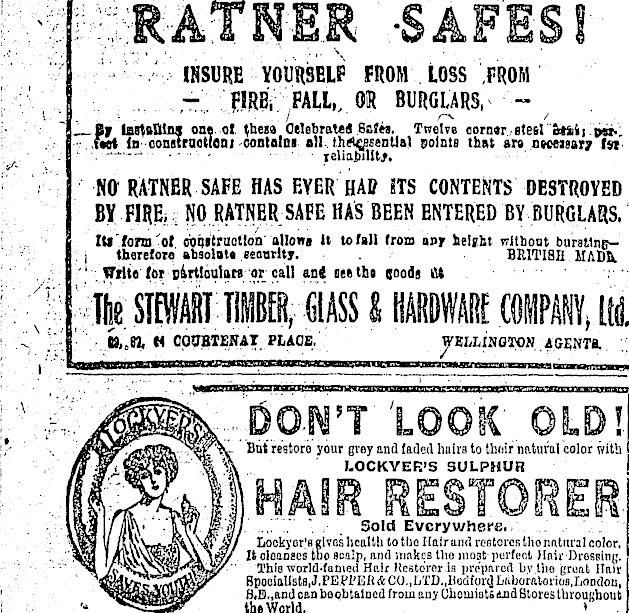 RATNER SAFES!
INSURE YOURSELF FROM LOSS FROM
— FIRE, FALL, OR BURGLARS, —
By installing one of these Celebrated Safes. Twelve corner steel bent; per-
fect in construction; contains all the essential points that are necessary for
reliability.
NO RATNER SAFE HAS EVER HAD ITS CONTENTS DESTROYED
BY FIRE, NO RATNER SAFE HAS BEEN ENTERED BY BURGLARS.
Its form of construction allows it to fall from any height without bursting—
therefore absolute security. BRITISH MADE
Write for particulars or call and see the goods at
The STEWART TIMBER, GLASS & HARDWARE COMPANY, Ltd.
COURTENAY PLACE. WELLINGTON AGENTS.
LOCKYER'S
SAVES YOUTH
DON'T LOOK OLD!
But restore your grey and faded hairs to their natural color with
LOCKYER'S SULPHUR
HAIR RESTORER
Sold Everywhere.
Lockyer's gives health to the Hair and restores the natural color.
It cleanses the scalp, and makes the most perfect Hair Dressing.
This world-famed Hair Restorer is prepared by the great Hair
Specialists, J. PEPPER & CO., LTD., Bedford Laboratories, London,
S.E., and can be obtained from any Chemists and Stores throughout
the World.